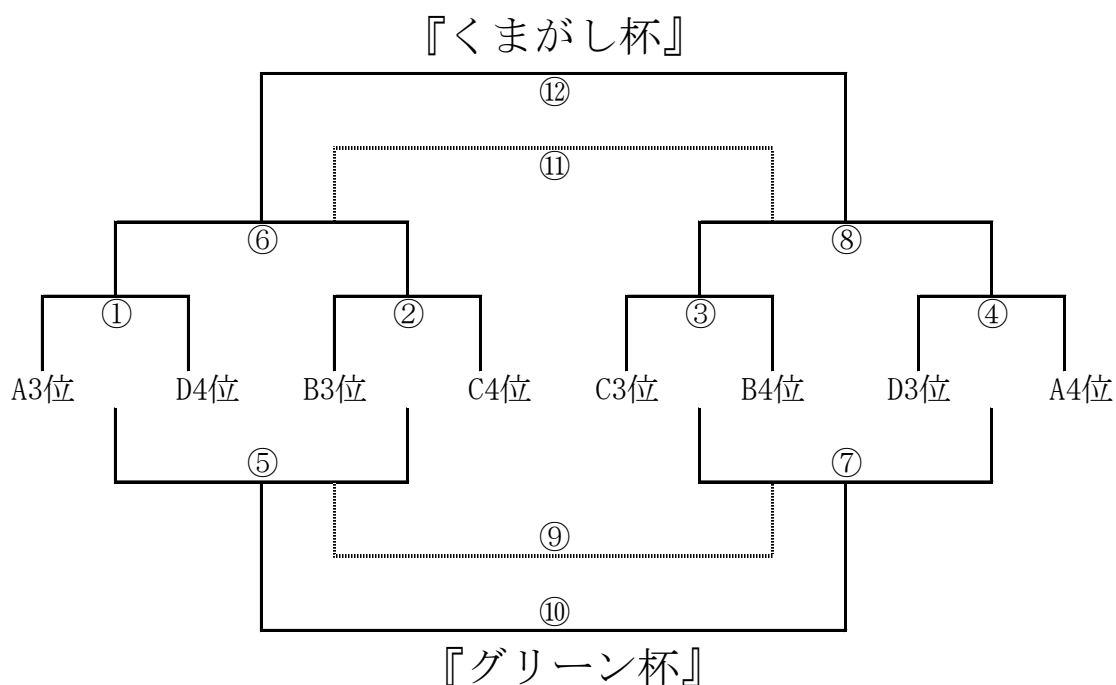 『くまがし杯』
⑫
⑪
⑥ ⑧
① ② ③ ④
A3位 D4位 B3位 C4位 C3位 B4位 D3位 A4位
⑤ ⑦
⑨
⑩
『グリーン杯』